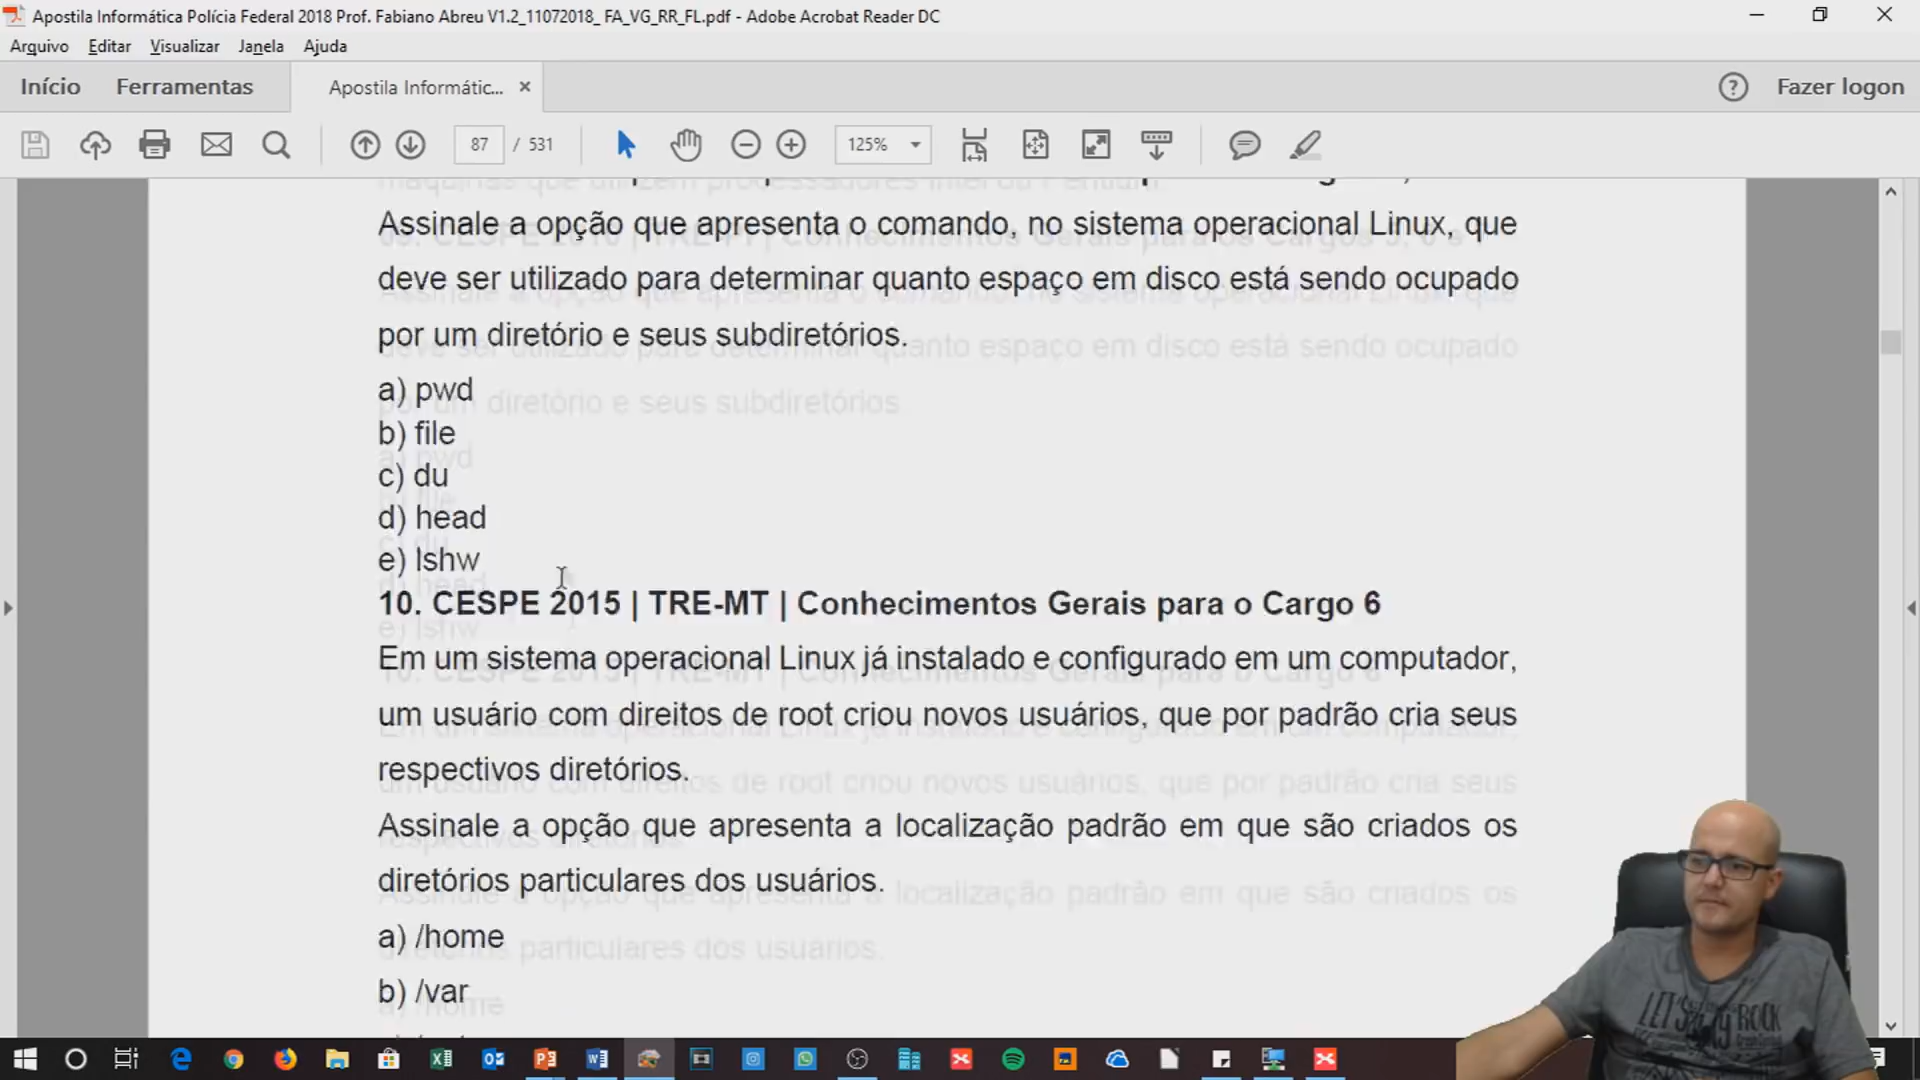 Apostila Informática Polícia Federal 2018 Prof. Fabiano Abreu V1.2_11072018_ FA_VG_RR_FL.pdf - Adobe Acrobat Reader DC
Arquivo Editar Visualizar Janela Ajuda
Início Ferramentas Apostila Informátic... × Fazer logon
87 / 531 125%
Assinale a opção que apresenta o comando, no sistema operacional Linux, que
deve ser utilizado para determinar quanto espaço em disco está sendo ocupado
por um diretório e seus subdiretórios.
a) pwd
b) file
c) du
d) head
e) lshw
10. CESPE 2015 | TRE-MT | Conhecimentos Gerais para o Cargo 6
Em um sistema operacional Linux já instalado e configurado em um computador,
um usuário com direitos de root criou novos usuários, que por padrão cria seus
respectivos diretórios.
Assinale a opção que apresenta a localização padrão em que são criados os
diretórios particulares dos usuários.
a) /home
b) /var